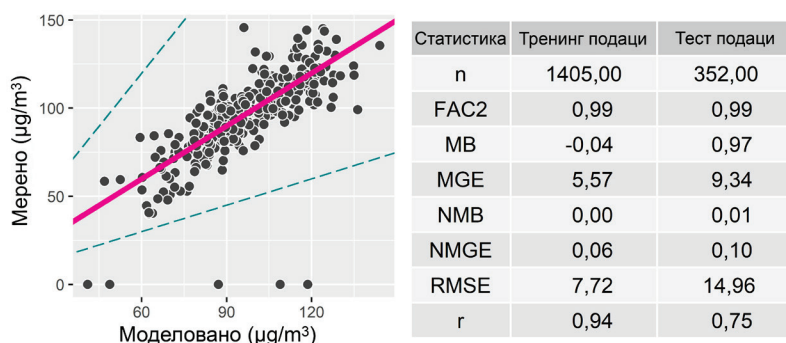 150
100
50
0
Мерено (µg/m³)
60 90 120
Моделовано (µg/m³)
Статистика Тренинг подаци Тест подаци
n 1405,00 352,00
FAC2 0,99 0,99
MB -0,04 0,97
MGE 5,57 9,34
NMB 0,00 0,01
NMGE 0,06 0,10
RMSE 7,72 14,96
r 0,94 0,75